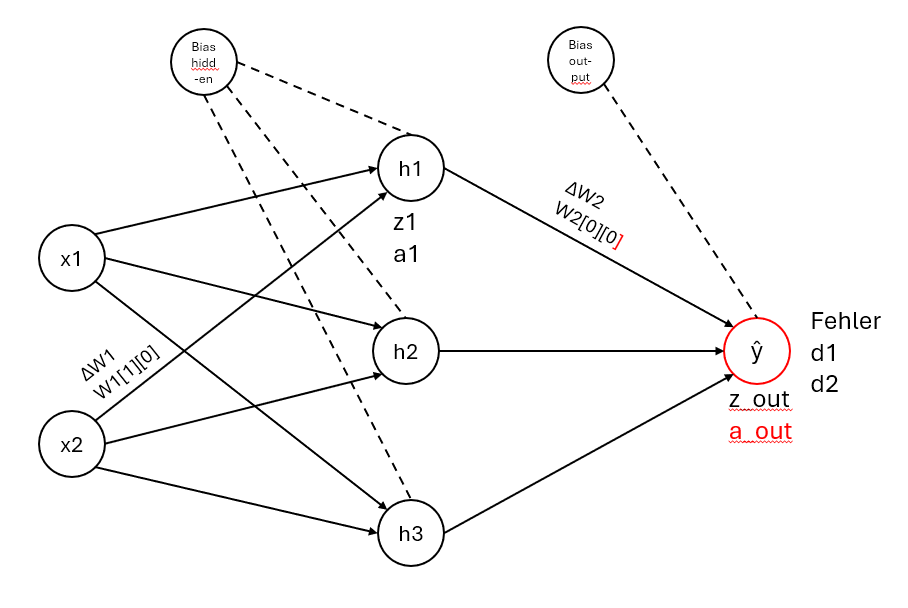 Bias
hidd
-en
Bias
out-
put
h1
z1
a1
ΔW2
W2[0][0]
x1
h2
ŷ
Fehler
d1
d2
z_out
a_out
ΔW1
W1[1][0]
x2
h3